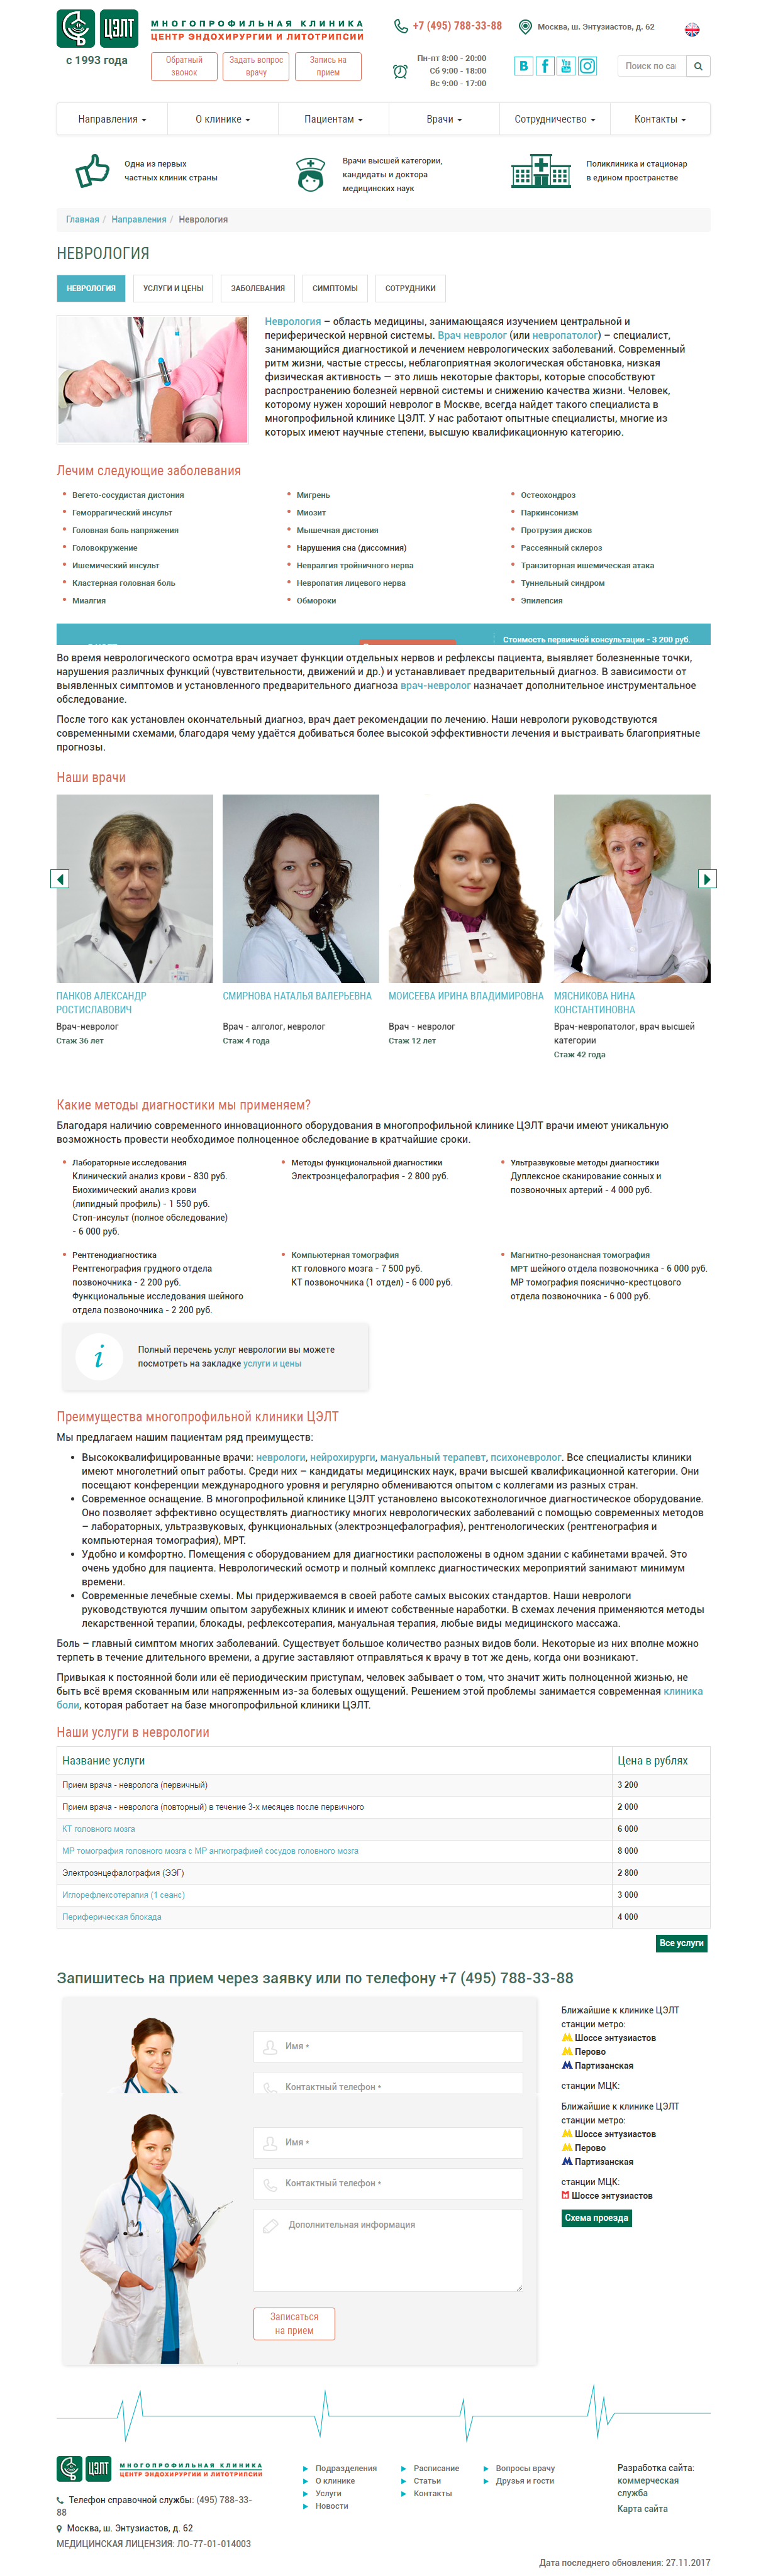 ЦЭЛТ
с 1993 года
МНОГОПРОФИЛЬНАЯ КЛИНИКА
ЦЕНТР ЭНДОХИРУРГИИ И ЛИТОТРИПСИИ
Обратный
звонок
Задать вопрос
врачу
Запись на
прием
+7 (495) 788-33-88
Пн-пт 8:00 - 20:00
Сб 9:00 - 18:00
Вс 9:00 - 17:00
Москва, ш. Энтузиастов, д. 62
Поиск по са
Направления
О клинике
Пациентам
Врачи
Сотрудничество
Контакты
Одна из первых
частных клиник страны
Врачи высшей категории,
кандидаты и доктора
медицинских наук
Поликлиника и стационар
в едином пространстве
Главная / Направления / Неврология
НЕВРОЛОГИЯ
НЕВРОЛОГИЯ
УСЛУГИ И ЦЕНЫ
ЗАБОЛЕВАНИЯ
СИМПТОМЫ
СОТРУДНИКИ
Неврология – область медицины, занимающаяся изучением центральной и
периферической нервной системы. Врач невролог (или невропатолог) – специалист,
занимающийся диагностикой и лечением неврологических заболеваний. Современный
ритм жизни, частые стрессы, неблагоприятная экологическая обстановка, низкая
физическая активность — это лишь некоторые факторы, которые способствуют
распространению болезней нервной системы и снижению качества жизни. Человек,
которому нужен хороший невролог в Москве, всегда найдет такого специалиста в
многопрофильной клинике ЦЭЛТ. У нас работают опытные специалисты, многие из
которых имеют научные степени, высшую квалификационную категорию.
Лечим следующие заболевания
Вегето-сосудистая дистония
Геморрагический инсульт
Головная боль напряжения
Головокружение
Ишемический инсульт
Кластерная головная боль
Миалгия
Мигрень
Миозит
Мышечная дистония
Нарушения сна (диссомния)
Невралгия тройничного нерва
Невропатия лицевого нерва
Обмороки
Остеохондроз
Паркинсонизм
Протрузия дисков
Рассеянный склероз
Транзиторная ишемическая атака
Туннельный синдром
Эпилепсия
Стоимость первичной консультации - 3 200 руб.
Во время неврологического осмотра врач изучает функции отдельных нервов и рефлексы пациента, выявляет болезненные точки,
нарушения различных функций (чувствительности, движений и др.) и устанавливает предварительный диагноз. В зависимости от
выявленных симптомов и установленного предварительного диагноза врач-невролог назначает дополнительное инструментальное
обследование.
После того как установлен окончательный диагноз, врач дает рекомендации по лечению. Наши неврологи руководствуются
современными схемами, благодаря чему удаётся добиваться более высокой эффективности лечения и выстраивать благоприятные
прогнозы.
Наши врачи
ПАНКОВ АЛЕКСАНДР
РОСТИСЛАВОВИЧ
Врач-невролог
Стаж 36 лет
СМИРНОВА НАТАЛЬЯ ВАЛЕРЬЕВНА
Врач - алголог, невролог
Стаж 4 года
МОИСЕЕВА ИРИНА ВЛАДИМИРОВНА
Врач - невролог
Стаж 12 лет
МЯСНИКОВА НИНА
КОНСТАНТИНОВНА
Врач-невропатолог, врач высшей
категории
Стаж 42 года
Какие методы диагностики мы применяем?
Благодаря наличию современного инновационного оборудования в многопрофильной клинике ЦЭЛТ врачи имеют уникальную
возможность провести необходимое полноценное обследование в кратчайшие сроки.
Лабораторные исследования
Клинический анализ крови - 830 руб.
Биохимический анализ крови
(липидный профиль) - 1 550 руб.
Стоп-инсульт (полное обследование)
- 6 000 руб.
Методы функциональной диагностики
Электроэнцефалография - 2 800 руб.
Ультразвуковые методы диагностики
Дуплексное сканирование сонных и
позвоночных артерий - 4 000 руб.
Рентгенодиагностика
Рентгенография грудного отдела
позвоночника - 2 200 руб.
Функциональные исследования шейного
отдела позвоночника - 2 200 руб.
Компьютерная томография
КТ головного мозга - 7 500 руб.
КТ позвоночника (1 отдел) - 6 000 руб.
Магнитно-резонансная томография
МРТ шейного отдела позвоночника - 6 000 руб.
МР томография пояснично-крестцового
отдела позвоночника - 6 000 руб.
Полный перечень услуг неврологии вы можете
посмотреть на закладке услуги и цены
Преимущества многопрофильной клиники ЦЭЛТ
Мы предлагаем нашим пациентам ряд преимуществ:
Высококвалифицированные врачи: неврологи, нейрохирурги, мануальный терапевт, психоневролог. Все специалисты клиники
имеют многолетний опыт работы. Среди них – кандидаты медицинских наук, врачи высшей квалификационной категории. Они
посещают конференции международного уровня и регулярно обмениваются опытом с коллегами из разных стран.
Современное оснащение. В многопрофильной клинике ЦЭЛТ установлено высокотехнологичное диагностическое оборудование.
Оно позволяет эффективно осуществлять диагностику многих неврологических заболеваний с помощью современных методов
– лабораторных, ультразвуковых, функциональных (электроэнцефалография), рентгенологических (рентгенография и
компьютерная томография), МРТ.
Удобно и комфортно. Помещения с оборудованием для диагностики расположены в одном здании с кабинетами врачей. Это
очень удобно для пациента. Неврологический осмотр и полный комплекс диагностических мероприятий занимают минимум
времени.
Современные лечебные схемы. Мы придерживаемся в своей работе самых высоких стандартов. Наши неврологи
руководствуются лучшим опытом зарубежных клиник и имеют собственные наработки. В схемах лечения применяются методы
лекарственной терапии, блокады, рефлексотерапия, мануальная терапия, любые виды медицинского массажа.
Боль – главный симптом многих заболеваний. Существует большое количество разных видов боли. Некоторые из них вполне можно
терпеть в течение длительного времени, а другие заставляют отправляться к врачу в тот же день, когда они возникают.
Привыкая к постоянной боли или её периодическим приступам, человек забывает о том, что значит жить полноценной жизнью, не
быть всё время скованным или напряженным из-за болевых ощущений. Решением этой проблемы занимается современная клиника
боли, которая работает на базе многопрофильной клиники ЦЭЛТ.
Наши услуги в неврологии
Название услуги Цена в рублях
Прием врача - невролога (первичный) 3 200
Прием врача - невролога (повторный) в течение 3-х месяцев после первичного 2 000
КТ головного мозга 6 000
МР томография головного мозга с МР ангиографией сосудов головного мозга 8 000
Электроэнцефалография (ЭЭГ) 2 800
Иглорефлексотерапия (1 сеанс) 3 000
Периферическая блокада 4 000
Все услуги
Запишитесь на прием через заявку или по телефону +7 (495) 788-33-88
Имя *
Контактный телефон *
Ближайшие к клинике ЦЭЛТ
станции метро:
Шоссе энтузиастов
Перово
Партизанская
станции МЦК:
Имя *
Контактный телефон *
Дополнительная информация
Записаться
на прием
Ближайшие к клинике ЦЭЛТ
станции метро:
Шоссе энтузиастов
Перово
Партизанская
станции МЦК:
Шоссе энтузиастов
Схема проезда
ЦЭЛТ
МНОГОПРОФИЛЬНАЯ КЛИНИКА
ЦЕНТР ЭНДОХИРУРГИИ И ЛИТОТРИПСИИ
Телефон справочной службы: (495) 788-33-
88
Москва, ш. Энтузиастов, д. 62
МЕДИЦИНСКАЯ ЛИЦЕНЗИЯ: ЛО-77-01-014003
Подразделения
О клинике
Услуги
Новости
Расписание
Статьи
Контакты
Вопросы врачу
Друзья и гости
Разработка сайта:
коммерческая
служба
Карта сайта
Дата последнего обновления: 27.11.2017